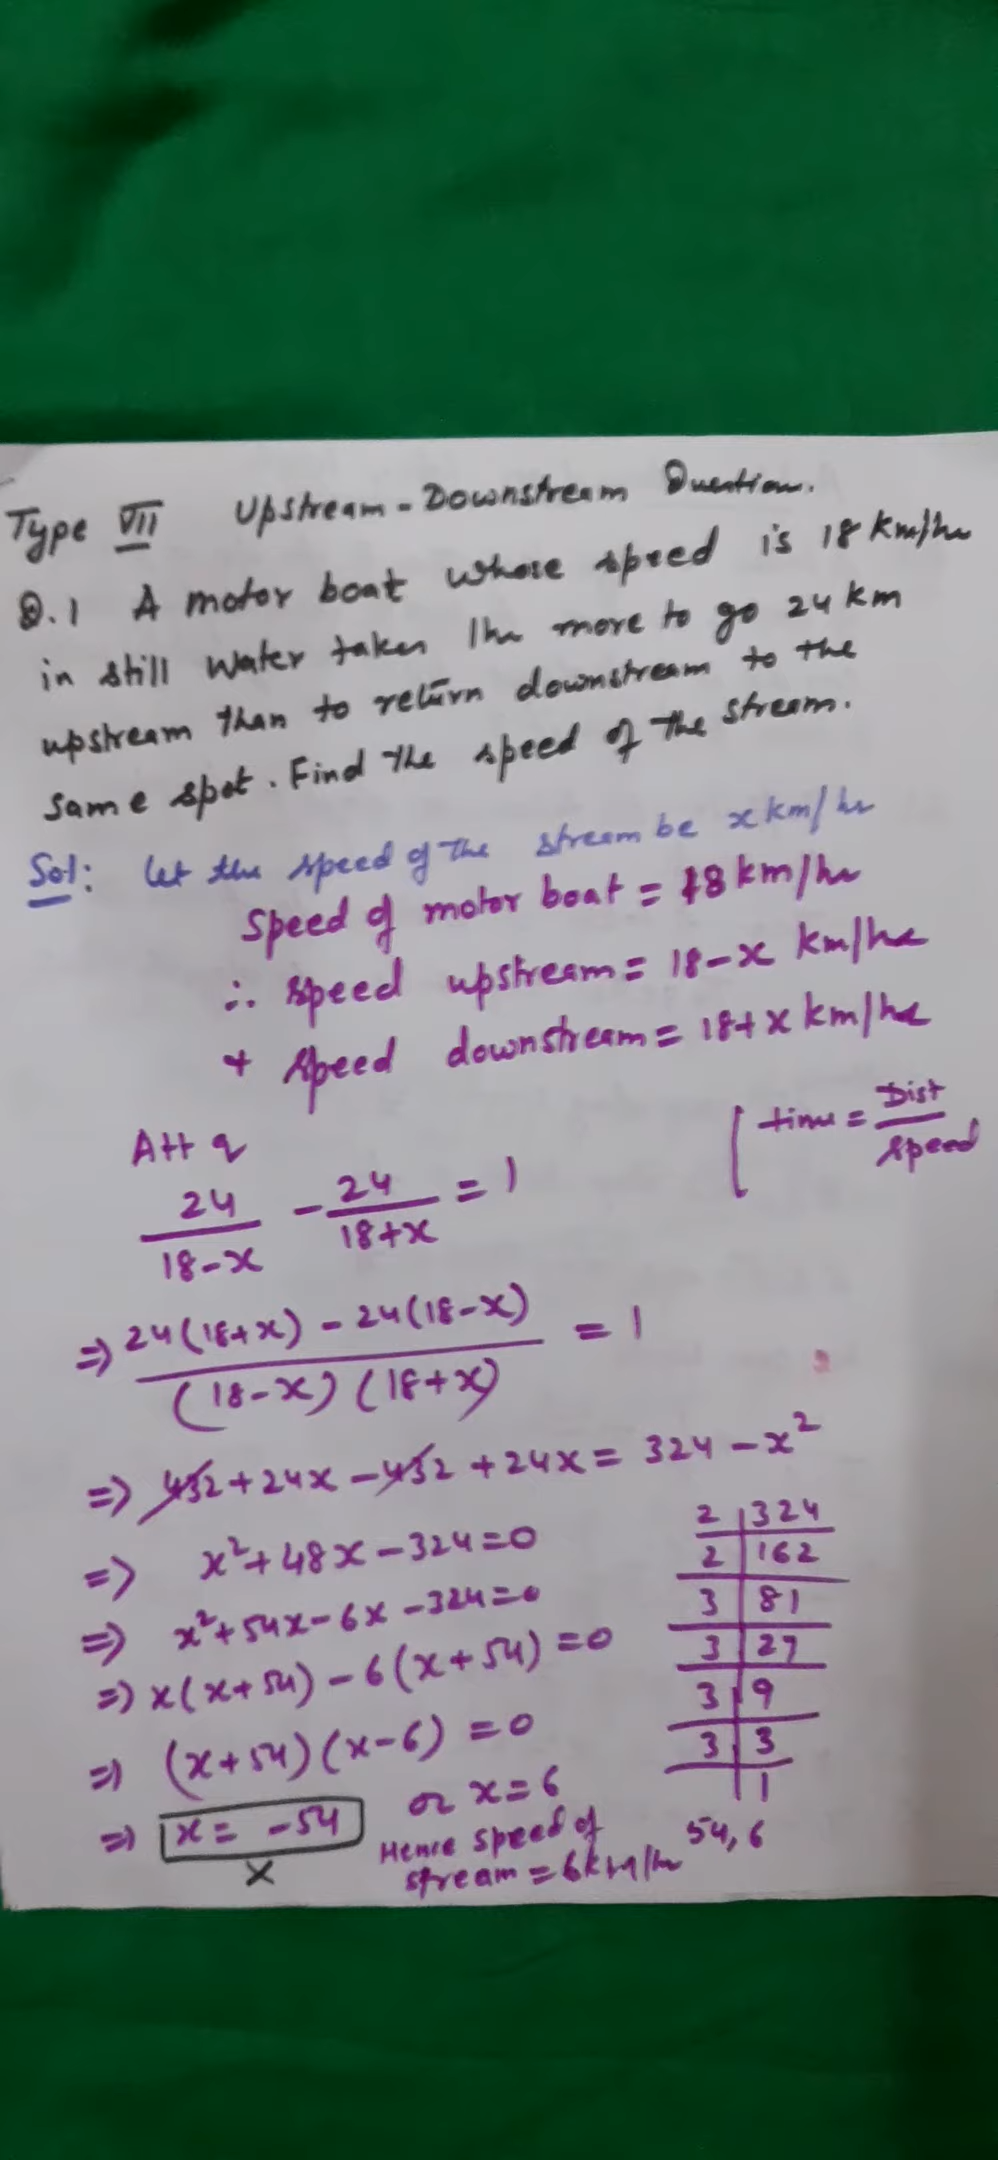 Type VII Upstream - Downstream Question.
Q.1 A motor boat whose speed is 18 km/hr
in still water takes 1hr more to go 24 km
upstream than to return downstream to the
same spot. Find the speed of the stream.
Sol: let the speed of the stream be x km/hr
Speed of motor boat = 18 km/hr
∴ speed upstream = 18-x km/hr
+ speed downstream = 18+x km/hr
Att q
24/(18-x) - 24/(18+x) = 1 [ time = Dist/speed
=> (24(18+x) - 24(18-x))/((18-x)(18+x)) = 1
=> 432 + 24x - 432 + 24x = 324 - x²
=> x² + 48x - 324 = 0
=> x² + 54x - 6x - 324 = 0
=> x(x+54) - 6(x+54) = 0
=> (x+54)(x-6) = 0
=> x = -54 or x = 6
x
Hence speed of
stream = 6 km/hr
2 | 324
2 | 162
3 | 81
3 | 27
3 | 9
3 | 3
| 1
54, 6